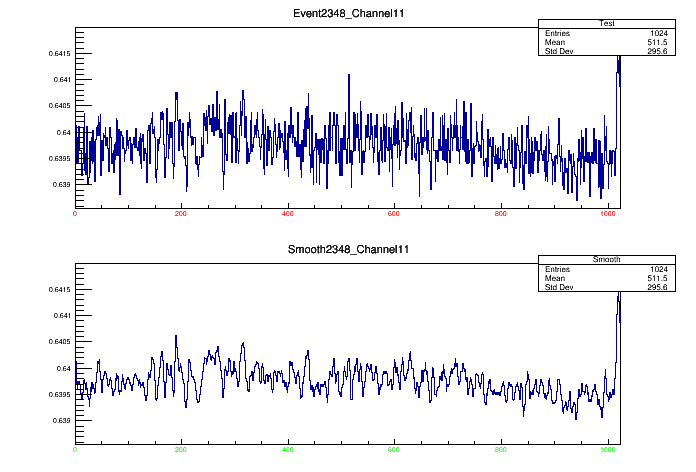 Event2348_Channel11
Test
Entries 1024
Mean 511.5
Std Dev 295.6
0.6415
0.641
0.6405
0.64
0.6395
0.639
0 200 400 600 800 1000
Smooth2348_Channel11
Smooth
Entries 1024
Mean 511.5
Std Dev 295.6
0.6415
0.641
0.6405
0.64
0.6395
0.639
0 200 400 600 800 1000